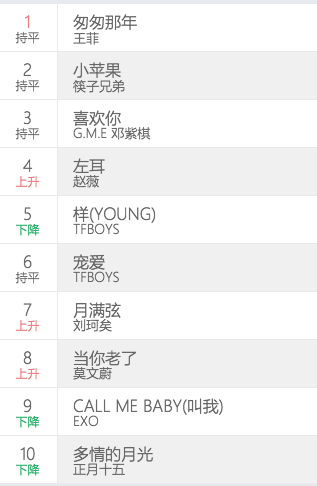 1
持平
匆匆那年
王菲
2
持平
小苹果
筷子兄弟
3
持平
喜欢你
G.M.E 邓紫棋
4
上升
左耳
赵薇
5
下降
样(YOUNG)
TFBOYS
6
持平
宠爱
TFBOYS
7
上升
月满弦
刘珂矣
8
上升
当你老了
莫文蔚
9
下降
CALL ME BABY(叫我)
EXO
10
下降
多情的月光
正月十五